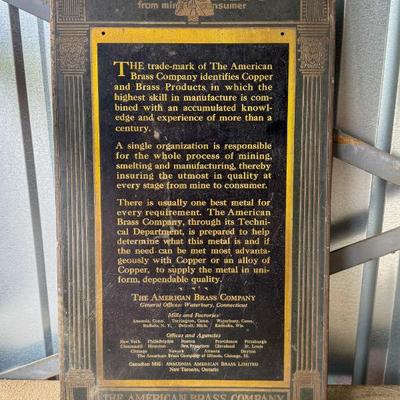 from mine consumer
THE trade-mark of The American
Brass Company identifies Copper
and Brass Products in which the
highest skill in manufacture is com-
bined with an accumulated knowl-
edge and experience of more than a
century.
A single organization is responsible
for the whole process of mining,
smelting and manufacturing, thereby
insuring the utmost in quality at
every stage from mine to consumer.
There is usually one best metal for
every requirement. The American
Brass Company, through its Techni-
cal Department, is prepared to help
determine what this metal is and if
the need can be met most advanta-
geously with Copper or an alloy of
Copper, to supply the metal in uni-
form, dependable quality.
THE AMERICAN BRASS COMPANY
General Offices: Waterbury, Connecticut
Mills and Factories
Ansonia, Conn. Torrington, Conn. Waterbury, Conn.
Buffalo, N. Y. Detroit, Mich. Kenosha, Wis.
Offices and Agencies
New York Philadelphia Boston Providence Pittsburgh
Cincinnati Houston San Francisco Cleveland St. Louis
Chicago Newark Atlanta Dayton
The American Brass Company of Illinois, Chicago, Ill.
Canadian Mill: ANACONDA AMERICAN BRASS LIMITED
New Toronto, Ontario
THE AMERICAN BRASS COMPANY